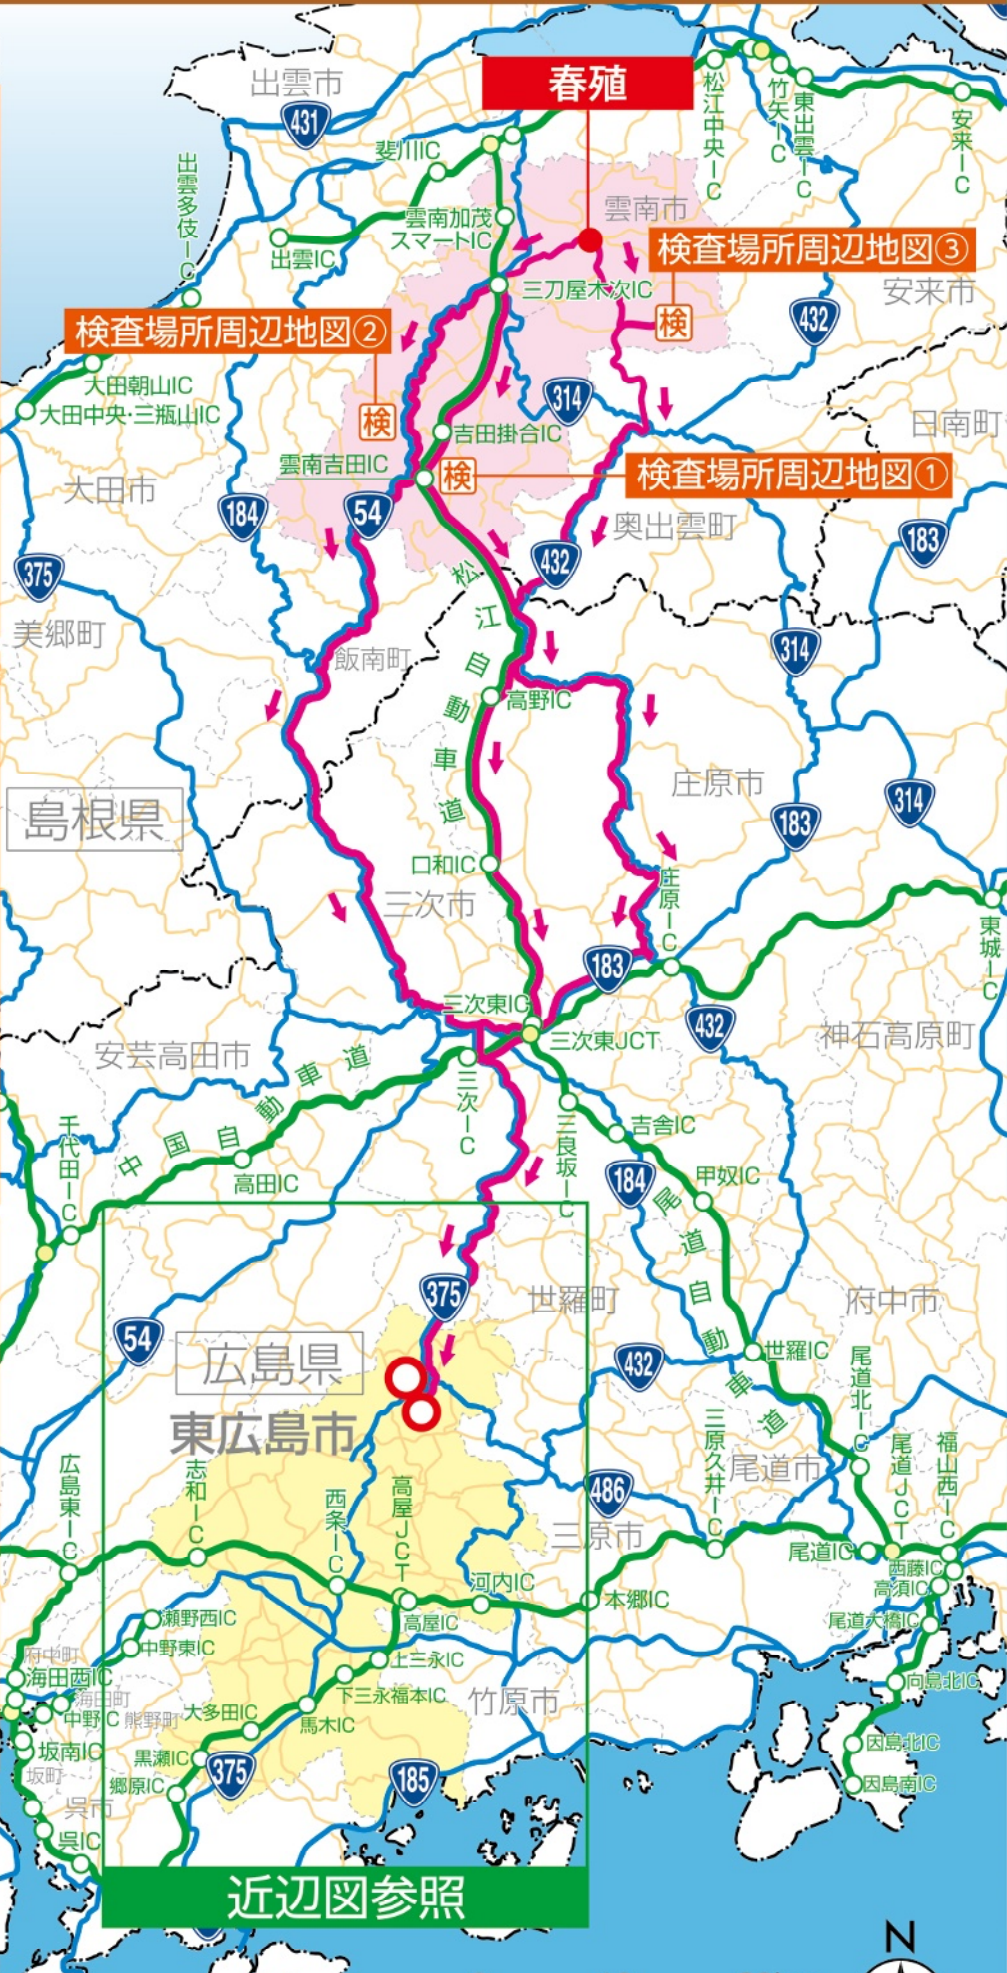 出雲市
431
春殖
松江中央IC
竹矢IC
東出雲IC
安来IC
斐川IC
出雲多伎IC
雲南加茂
スマートIC
雲南市
出雲IC
検査場所周辺地図③
三刀屋木次IC
検
安来市
432
検査場所周辺地図②
大田朝山IC
大田中央・三瓶山IC
314
検
吉田掛合IC
日南町
雲南吉田IC
検
検査場所周辺地図①
大田市
184
54
奥出雲町
183
432
375
松江自動車道
美郷町
飯南町
314
高野IC
庄原市
島根県
183
314
口和IC
三次市
庄原IC
東城IC
183
三次東IC
三次東JCT
432
神石高原町
安芸高田市
中国自動車道
三次IC
千代田IC
三良坂IC
吉舎IC
高田IC
184
甲奴IC
尾道自動車道
375
世羅町
府中市
54
広島県
432
世羅IC
東広島市
尾道北IC
三原久井IC
尾道市
尾道JCT
福山西IC
広島東IC
志和IC
西条IC
高屋JCT
486
三原市
尾道IC
西藤IC
高須IC
河内IC
本郷IC
高屋IC
瀬野西IC
中野東IC
尾道大橋IC
府中町
海田西IC
海田町
中野IC
熊野町
上三永IC
下三永福本IC
竹原市
向島北IC
大多田IC
馬木IC
坂南IC
坂町
黒瀬IC
375
185
郷原IC
因島北IC
因島南IC
呉市
呉IC
近辺図参照
N